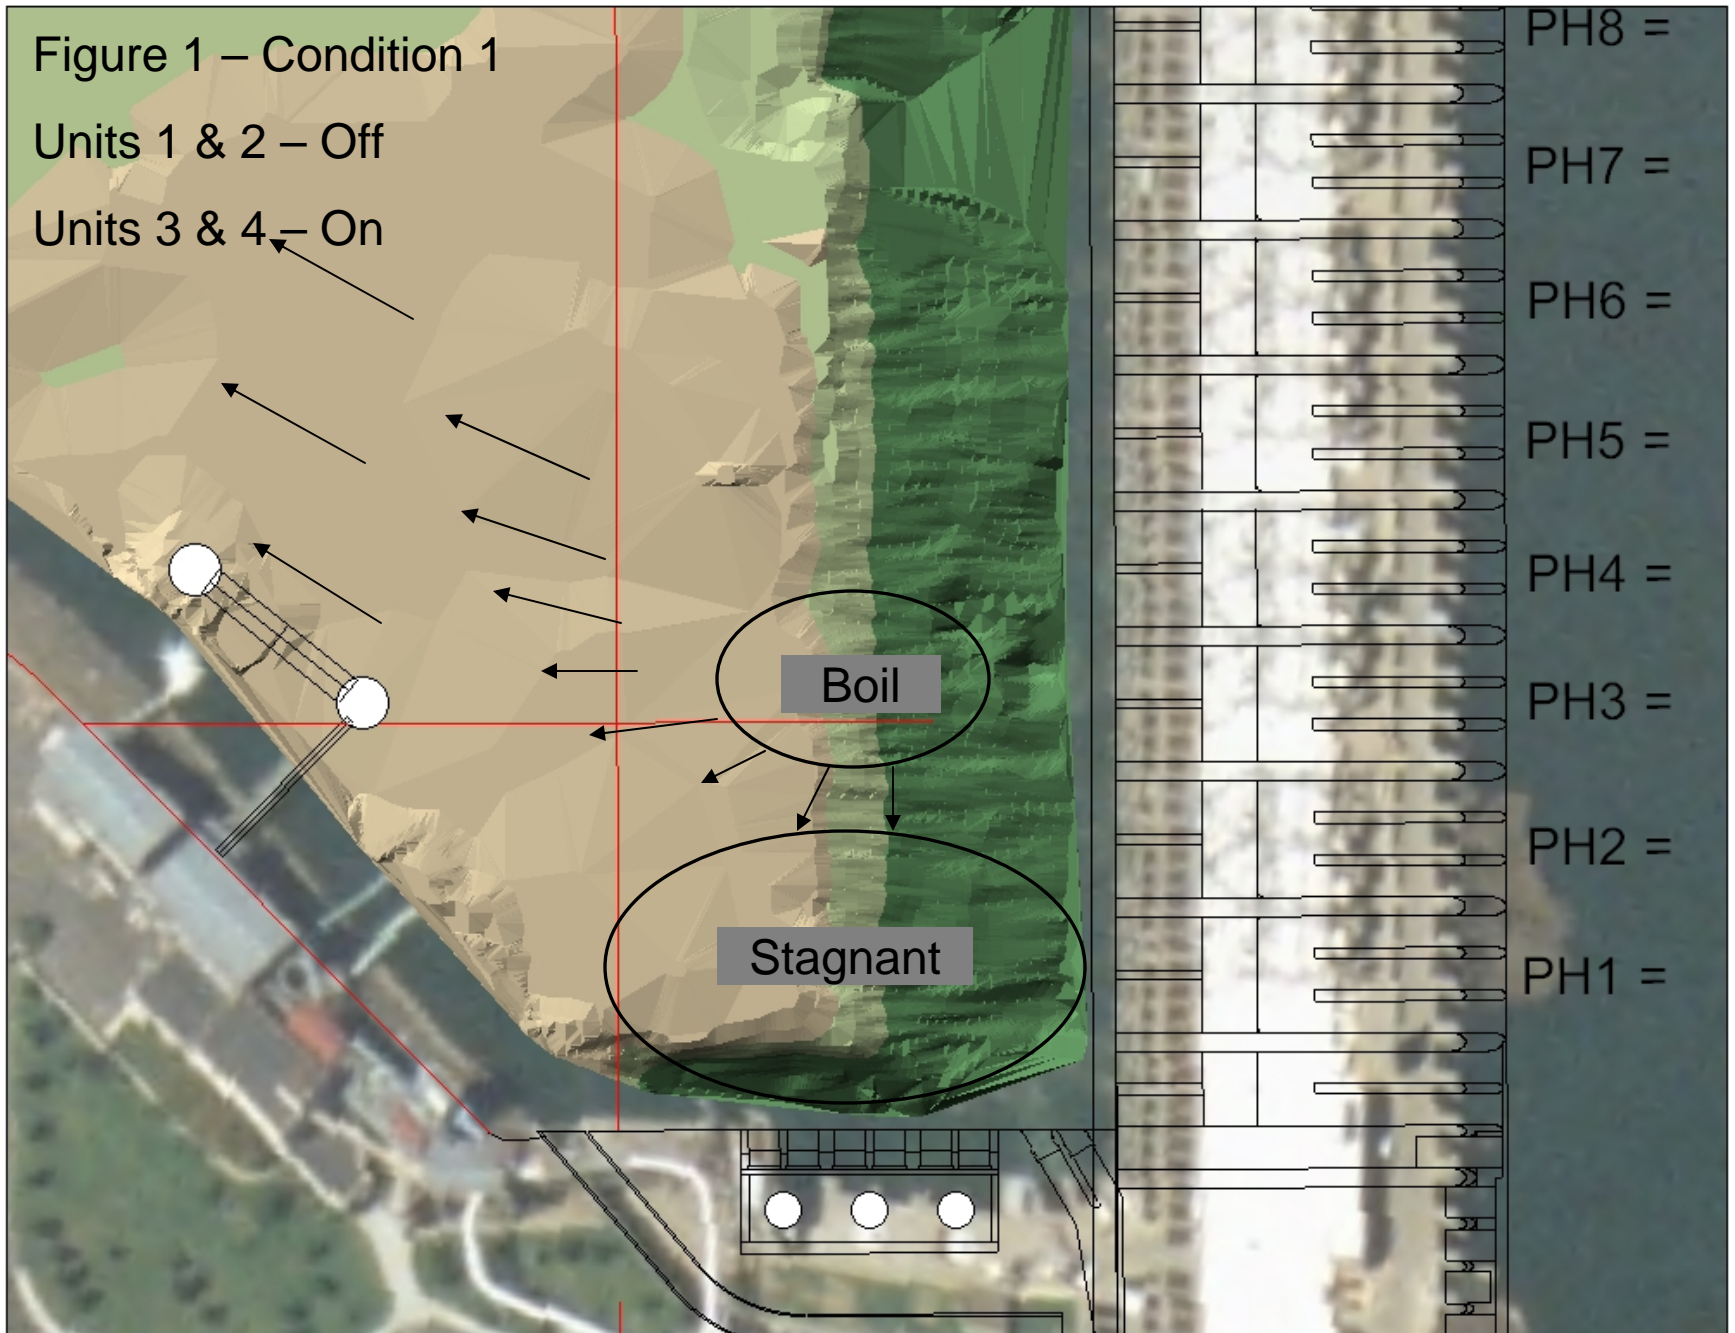 Figure 1 – Condition 1
Units 1 & 2 – Off
Units 3 & 4 – On
PH8 =
PH7 =
PH6 =
PH5 =
PH4 =
PH3 =
PH2 =
PH1 =
Boil
Stagnant